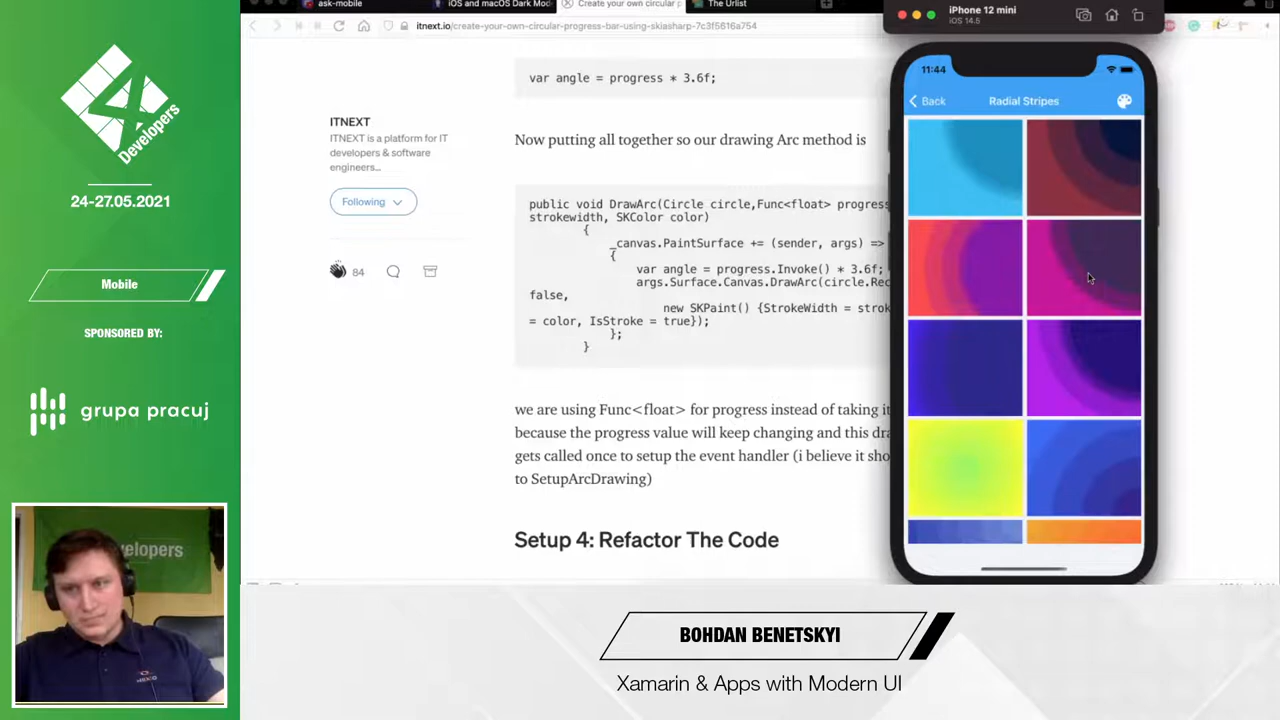 4
Developers
24-27.05.2021
Mobile
SPONSORED BY:
grupa pracuj
velopers
ask-mobile
iOS and macOS Dark Mod
Create your own circular p
The Urlist
itnext.io/create-your-own-circular-progress-bar-using-skiasharp-7c3f5616a754
ITNEXT
ITNEXT is a platform for IT
developers & software
engineers...
Following
84
var angle = progress * 3.6f;
Now putting all together so our drawing Arc method is
public void DrawArc(Circle circle,Func<float> progress
strokewidth, SKColor color)
{
_canvas.PaintSurface += (sender, args) =>
{
var angle = progress.Invoke() * 3.6f;
args.Surface.Canvas.DrawArc(circle.Rec
false,
new SKPaint() {StrokeWidth = strok
= color, IsStroke = true});
};
}
we are using Func<float> for progress instead of taking it
because the progress value will keep changing and this dra
gets called once to setup the event handler (i believe it sho
to SetupArcDrawing)
Setup 4: Refactor The Code
iPhone 12 mini
iOS 14.5
11:44
Back
Radial Stripes
BOHDAN BENETSKYI
Xamarin & Apps with Modern UI